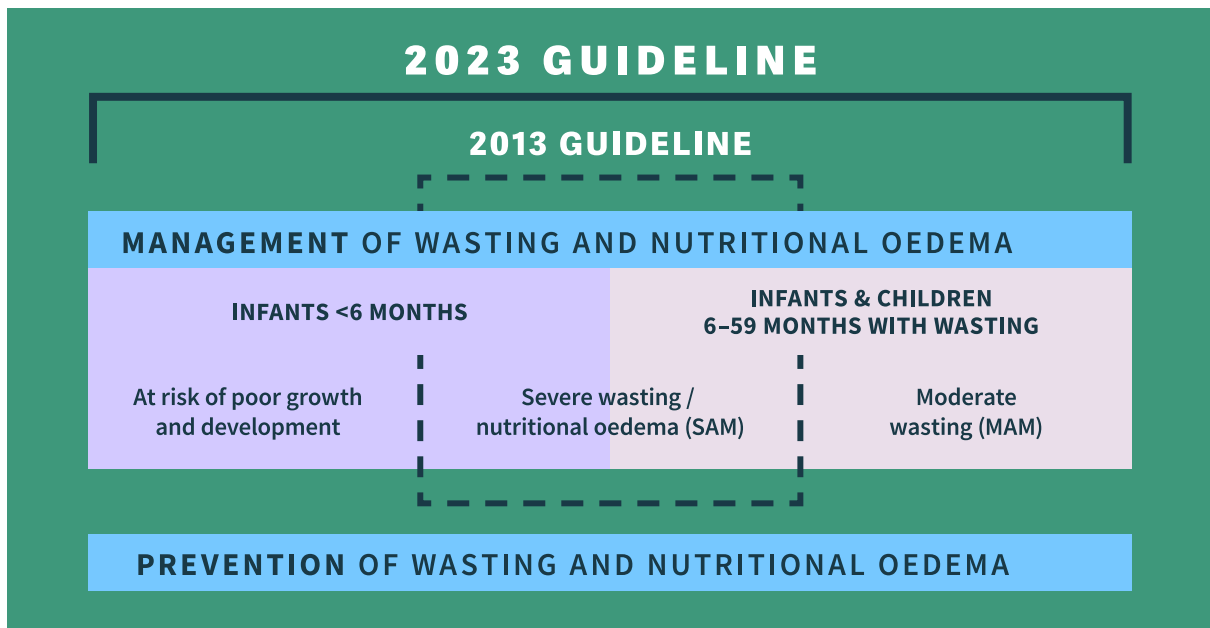 2023 GUIDELINE
2013 GUIDELINE
MANAGEMENT OF WASTING AND NUTRITIONAL OEDEMA
INFANTS <6 MONTHS
INFANTS & CHILDREN
6–59 MONTHS WITH WASTING
At risk of poor growth
and development
Severe wasting /
nutritional oedema (SAM)
Moderate
wasting (MAM)
PREVENTION OF WASTING AND NUTRITIONAL OEDEMA